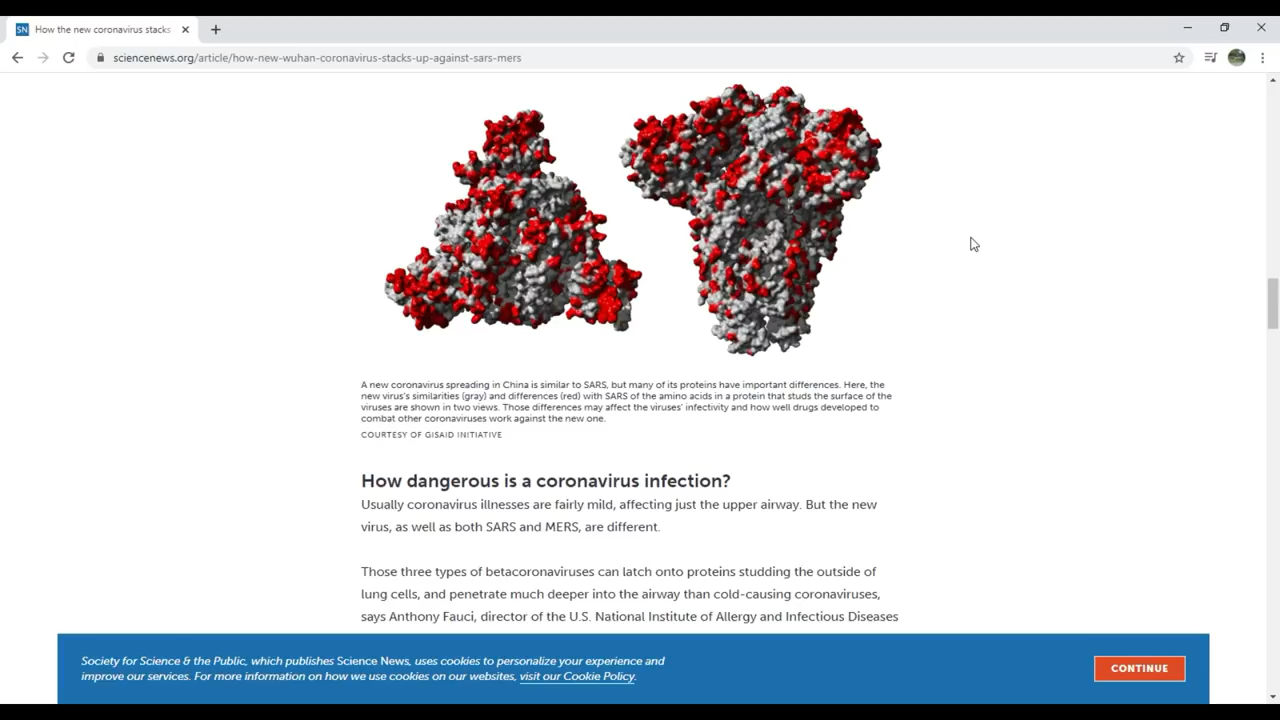 SN How the new coronavirus stacks
sciencenews.org/article/how-new-wuhan-coronavirus-stacks-up-against-sars-mers
A new coronavirus spreading in China is similar to SARS, but many of its proteins have important differences. Here, the
new virus's similarities (gray) and differences (red) with SARS of the amino acids in a protein that studs the surface of the
viruses are shown in two views. Those differences may affect the viruses' infectivity and how well drugs developed to
combat other coronaviruses work against the new one.
COURTESY OF GISAID INITIATIVE
How dangerous is a coronavirus infection?
Usually coronavirus illnesses are fairly mild, affecting just the upper airway. But the new
virus, as well as both SARS and MERS, are different.
Those three types of betacoronaviruses can latch onto proteins studding the outside of
lung cells, and penetrate much deeper into the airway than cold-causing coronaviruses,
says Anthony Fauci, director of the U.S. National Institute of Allergy and Infectious Diseases
Society for Science & the Public, which publishes Science News, uses cookies to personalize your experience and
improve our services. For more information on how we use cookies on our websites, visit our Cookie Policy.
CONTINUE